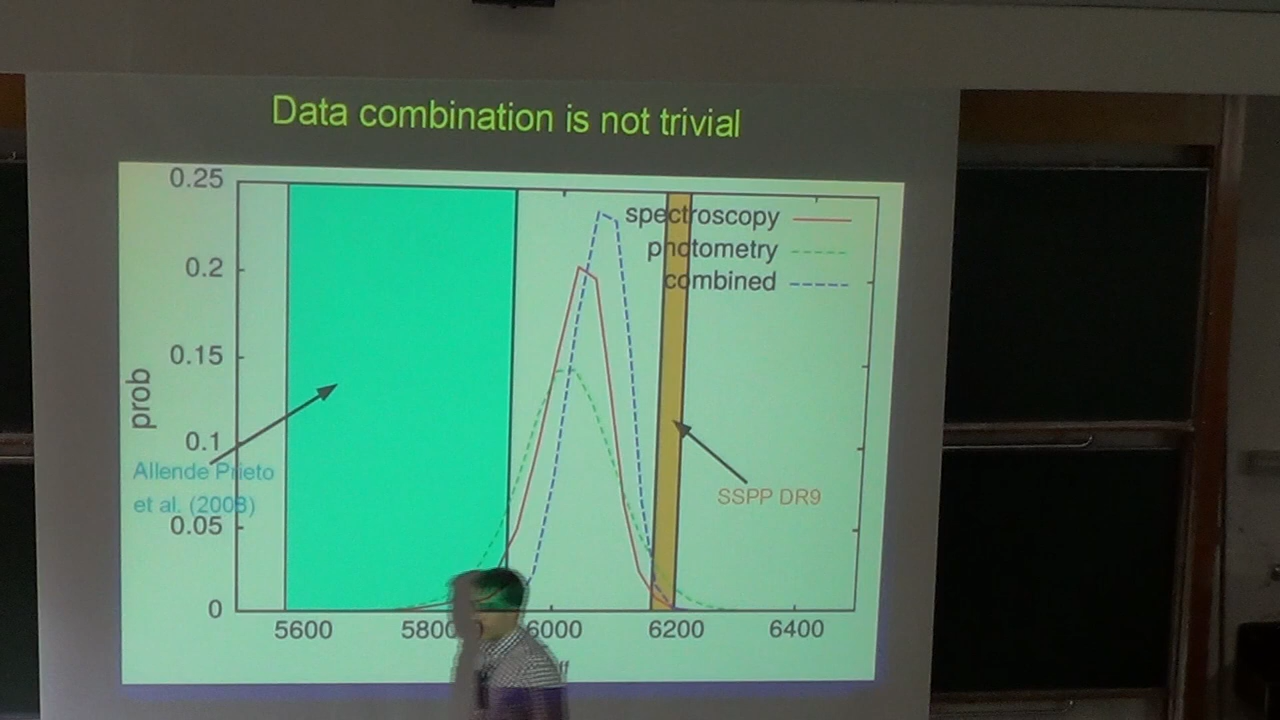 Data combination is not trivial
0.25
0.2
0.15
0.1
0.05
0
prob
spectroscopy
photometry
combined
Allende Prieto
et al. (2008)
SSPP DR9
5600
5800
6000
6200
6400